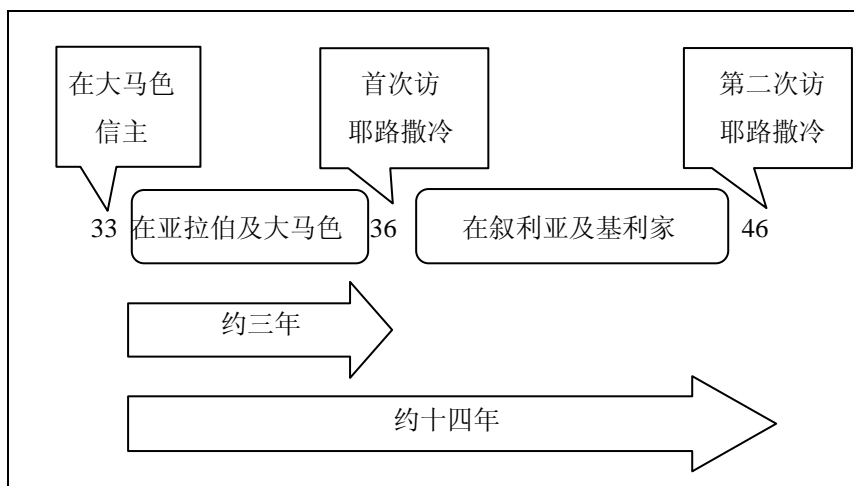 在大马色
信主
首次访
耶路撒冷
第二次访
耶路撒冷
33 在亚拉伯及大马色 36 在叙利亚及基利家 46
约三年
约十四年